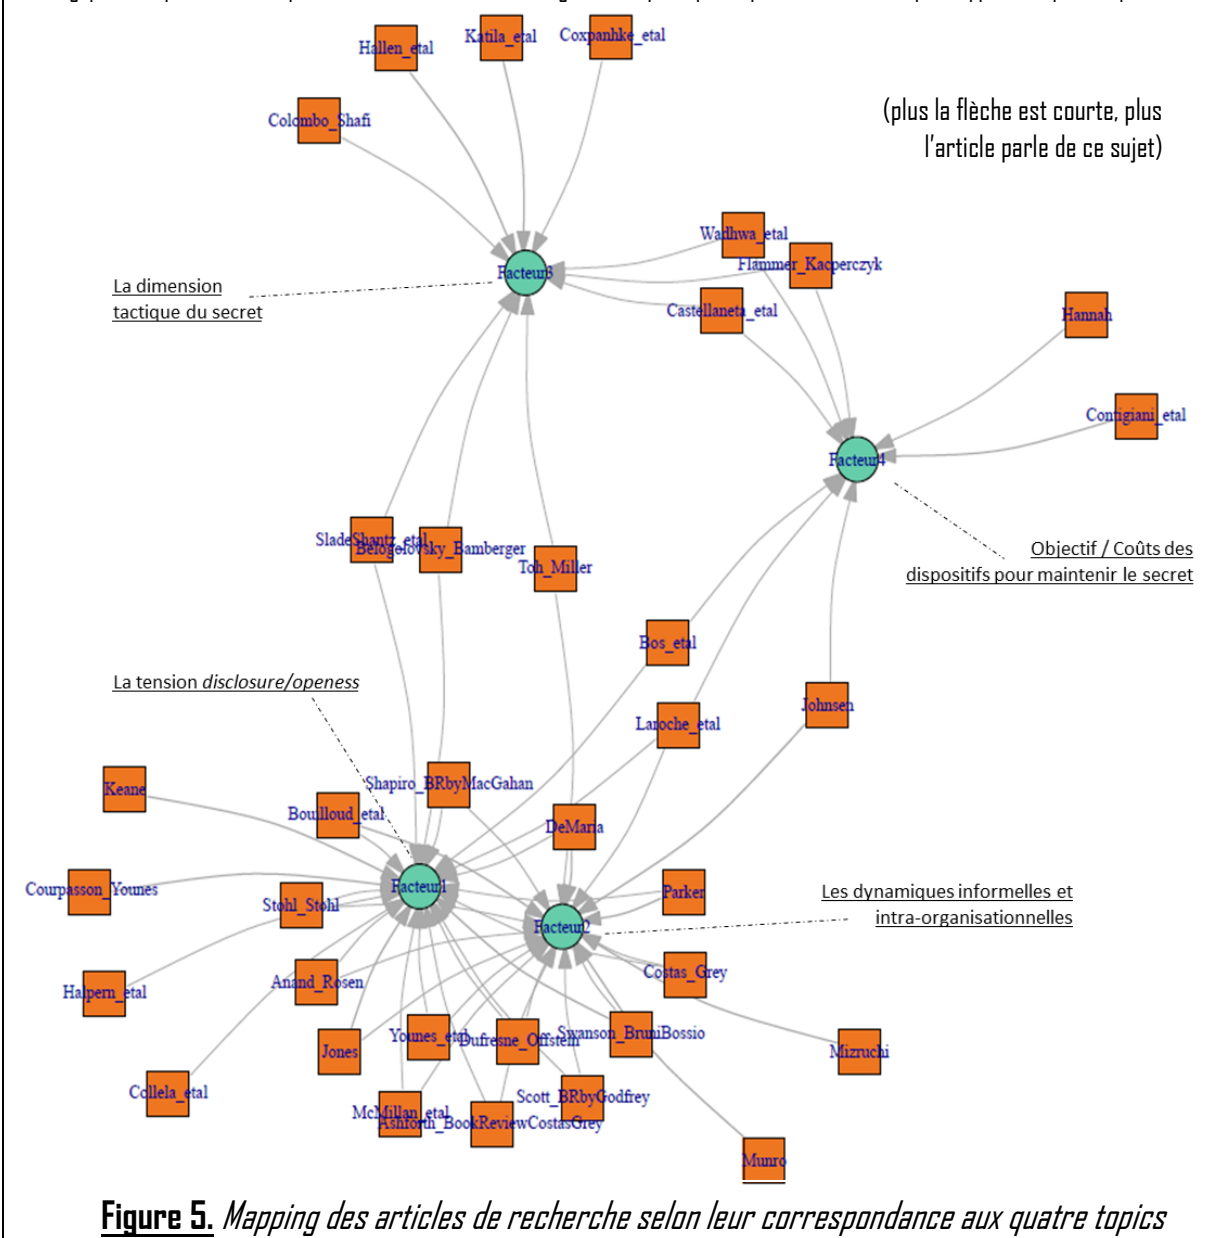 Hallen_etal
Katila_etal
Coxpanhke_etal
Colombo_Shafi
(plus la flèche est courte, plus
l'article parle de ce sujet)
Wadhwa_etal
Flammer_Kacperczyk
Facteur3
La dimension
tactique du secret
Castellaneta_etal
Hannah
Contigiani_etal
Facteur4
SladeShantz_etal
Belogolovsky_Bamberger
Toh_Miller
Objectif / Coûts des
dispositifs pour maintenir le secret
Bos_etal
La tension disclosure/openess
Laroche_etal
Johnsen
Keane
Shapiro_BRbyMacGahan
Bouilloud_etal
DeMaria
Courpasson_Younes
Facteur1
Stohl_Stohl
Parker
Les dynamiques informelles et
intra-organisationnelles
Facteur2
Halpern_etal
Anand_Rosen
Costas_Grey
Jones
Younes_etal
Dufresne_Offstein
Swanson_BruniBossio
Mizruchi
Collela_etal
McMillan_etal
Ashforth_BookReviewCostasGrey
Scott_BRbyGodfrey
Munro
Figure 5. Mapping des articles de recherche selon leur correspondance aux quatre topics